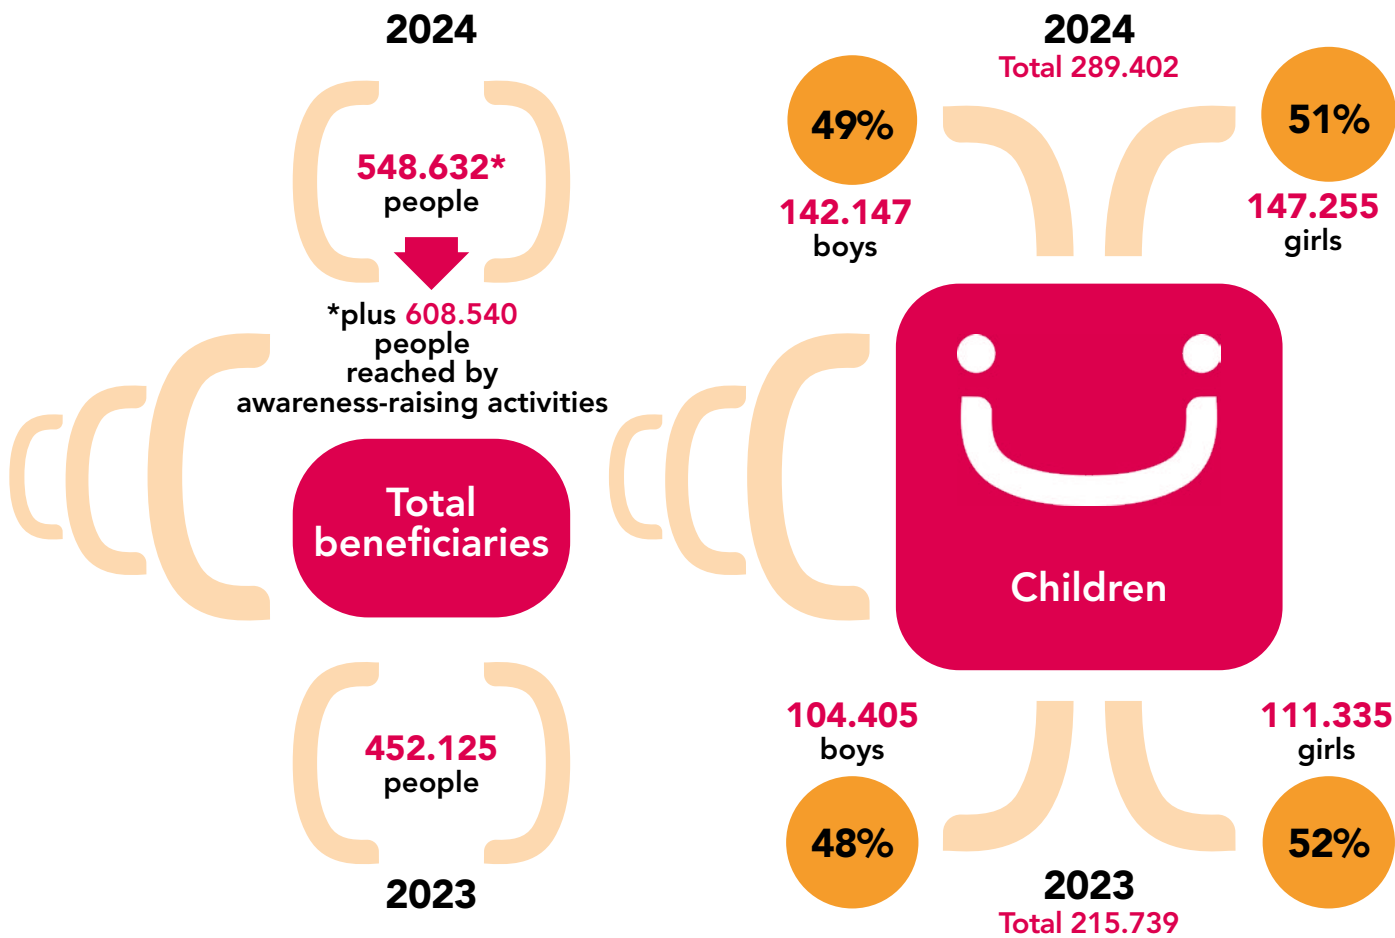 2024
548.632*
people
*plus 608.540
people
reached by
awareness-raising activities
Total
beneficiaries
452.125
people
2023
2024
Total 289.402
49%
142.147
boys
51%
147.255
girls
Children
104.405
boys
48%
111.335
girls
52%
2023
Total 215.739